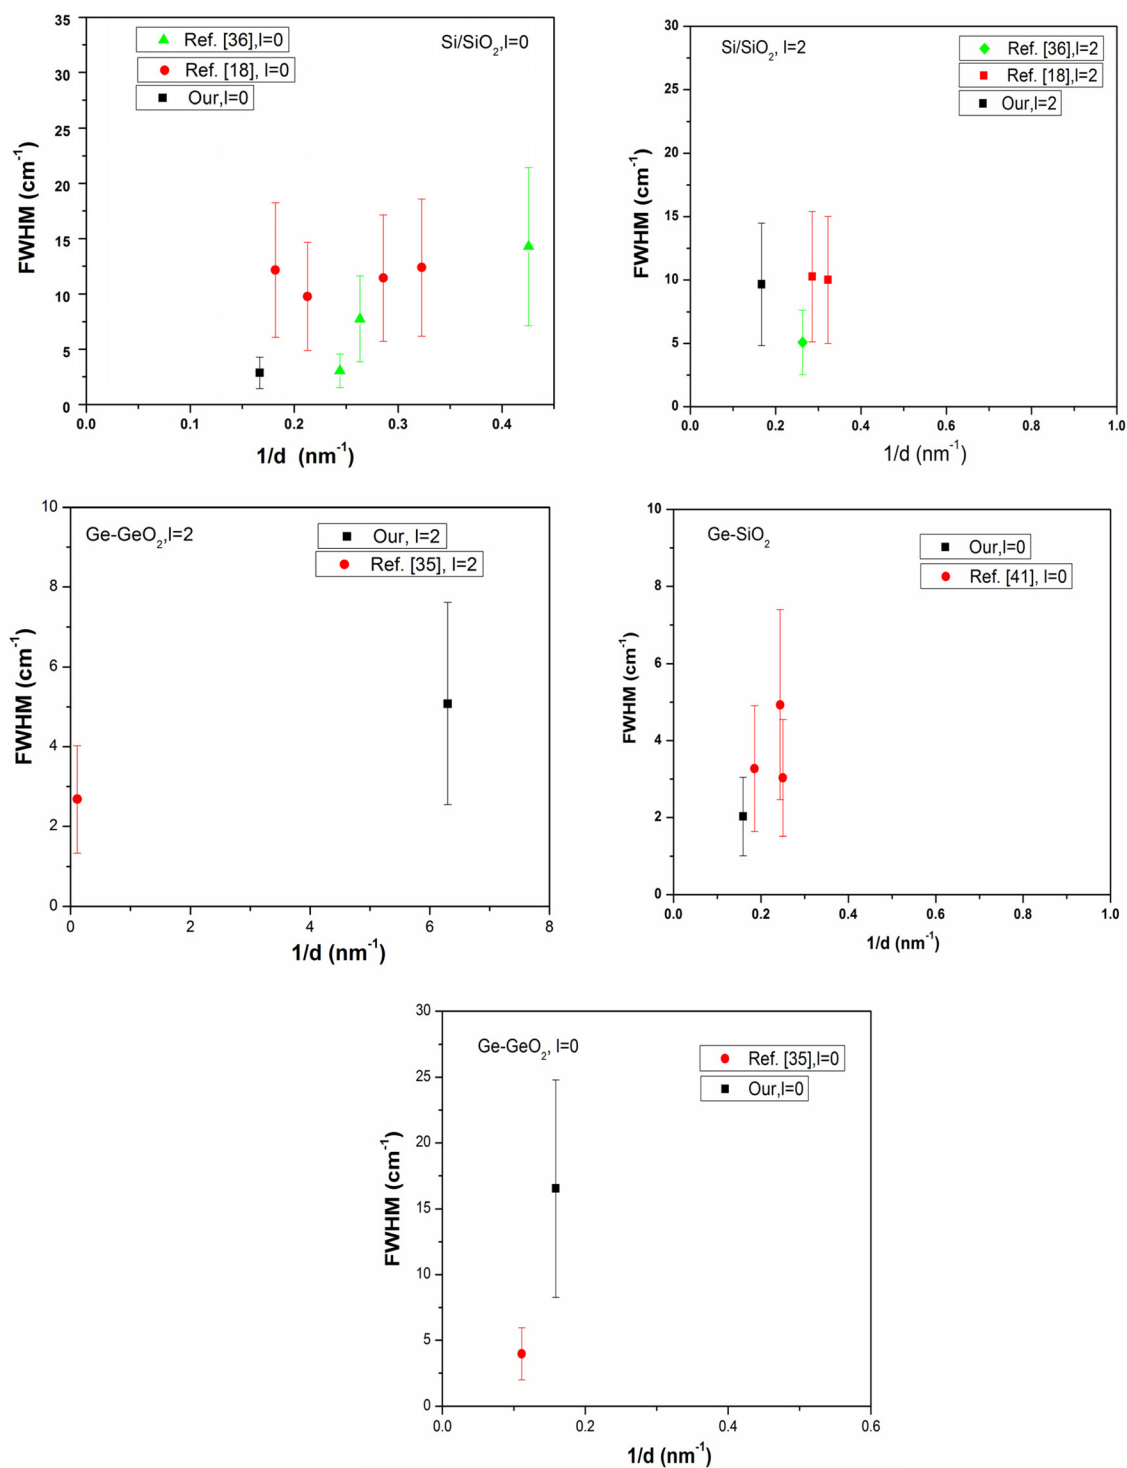 35
30
25
20
15
10
5
0
FWHM (cm⁻¹)
Ref. [36],l=0
Ref. [18], l=0
Our,l=0
Si/SiO₂,l=0
0.0 0.1 0.2 0.3 0.4
1/d (nm⁻¹)
30
25
20
15
10
5
0
FWHM (cm⁻¹)
Si/SiO₂, l=2
Ref. [36],l=2
Ref. [18],l=2
Our,l=2
0.0 0.2 0.4 0.6 0.8 1.0
1/d (nm⁻¹)
10
8
6
4
2
0
FWHM (cm⁻¹)
Ge-GeO₂,l=2
Our, l=2
Ref. [35], l=2
0 2 4 6 8
1/d (nm⁻¹)
10
8
6
4
2
0
FWHM (cm⁻¹)
Ge-SiO₂
Our,l=0
Ref. [41], l=0
0.0 0.2 0.4 0.6 0.8 1.0
1/d (nm⁻¹)
30
25
20
15
10
5
0
FWHM (cm⁻¹)
Ge-GeO₂, l=0
Ref. [35],l=0
Our,l=0
0.0 0.2 0.4 0.6
1/d (nm⁻¹)